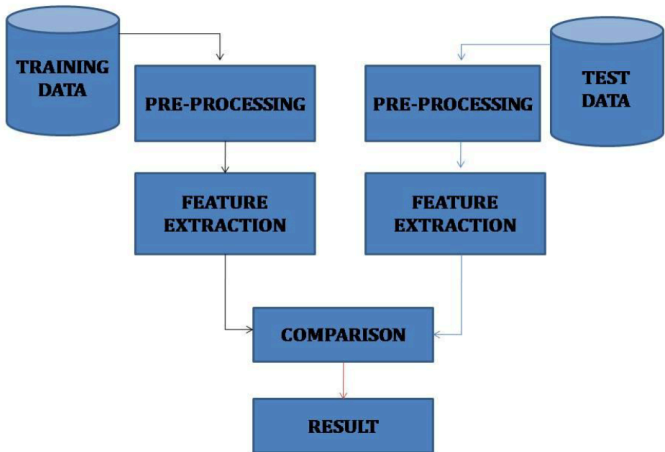 TRAINING
DATA
PRE-PROCESSING
FEATURE
EXTRACTION
TEST
DATA
PRE-PROCESSING
FEATURE
EXTRACTION
COMPARISON
RESULT